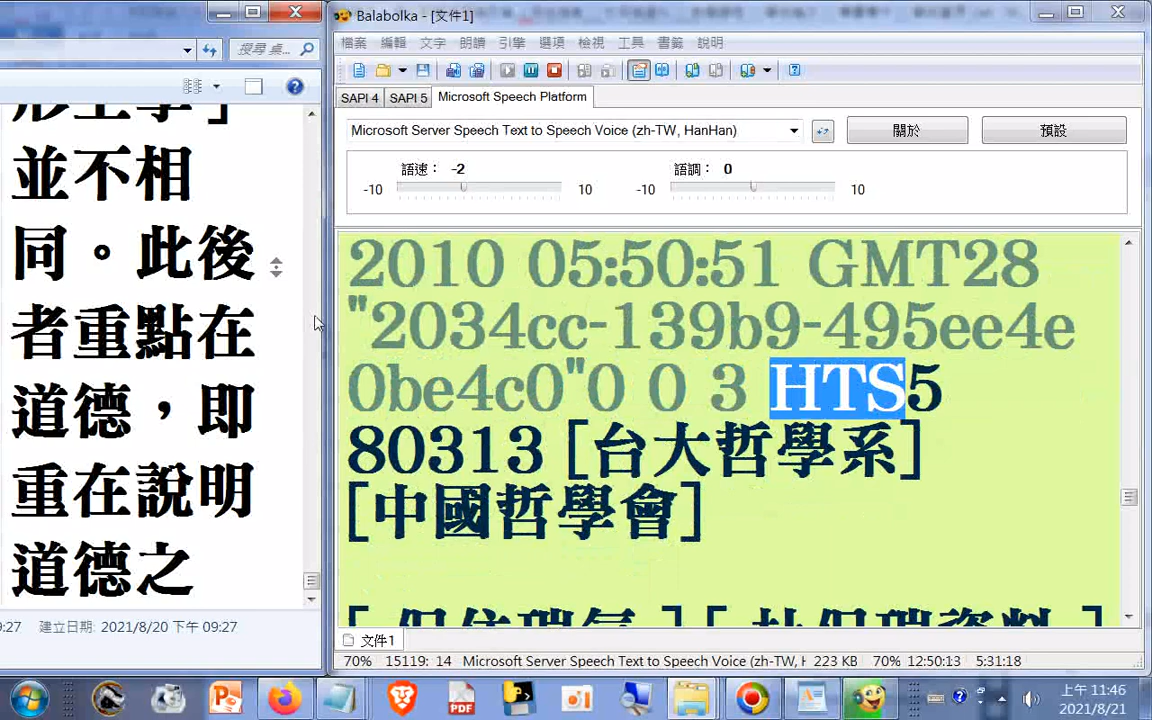 Balabolka - [文件1]
檔案 編輯 文字 朗讀 引擎 選項 檢視 工具 書籤 說明
搜尋 桌...
SAPI 4 SAPI 5 Microsoft Speech Platform
Microsoft Server Speech Text to Speech Voice (zh-TW, HanHan) 關於 預設
語速： -2 語調： 0
-10 10 -10 10
形上學」
並不相
同。此後
者重點在
道德，即
重在說明
道德之
2010 05:50:51 GMT28
"2034cc-139b9-495ee4e
0be4c0"0 0 3 HTS5
80313 [台大哲學系]
[中國哲學會]
9:27 建立日期: 2021/8/20 下午 09:27
文件1
70% 15119: 14 Microsoft Server Speech Text to Speech Voice (zh-TW, H 223 KB 70% 12:50:13 5:31:18
PDF
上午 11:46
2021/8/21